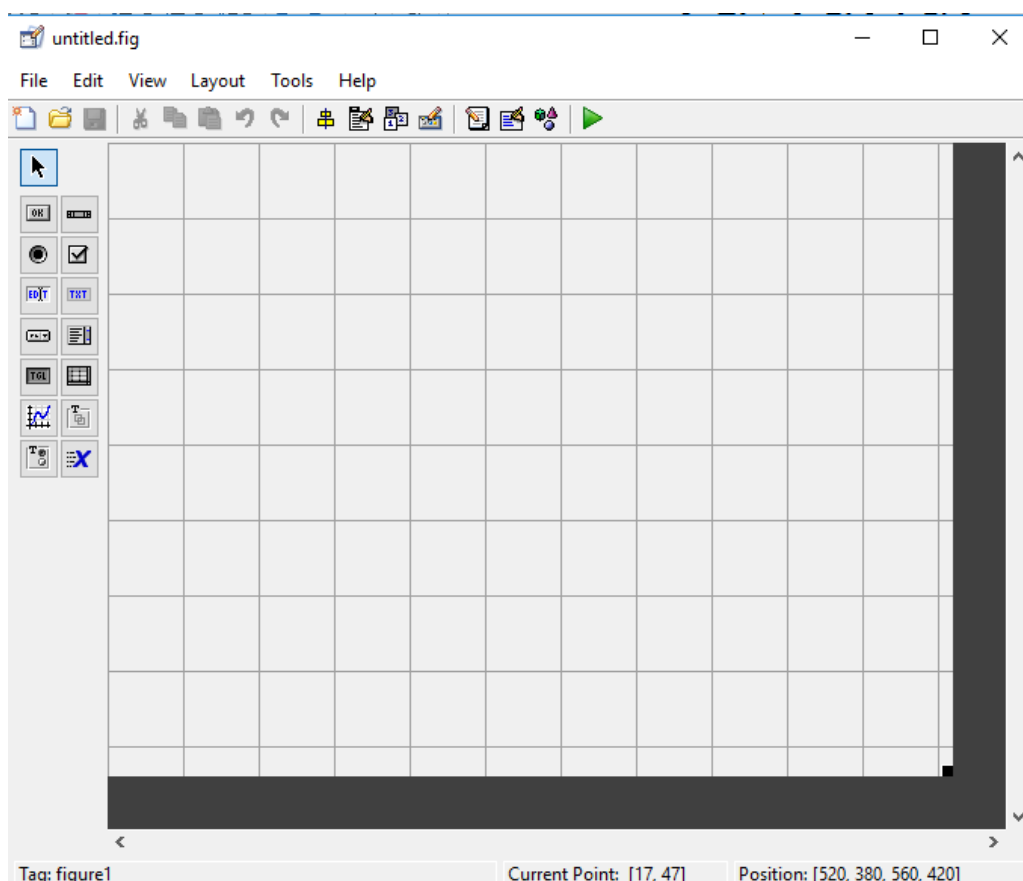 untitled.fig
File Edit View Layout Tools Help
OK
EDIT TXT
TGL
Tag: figure1 Current Point: [17, 47] Position: [520, 380, 560, 420]